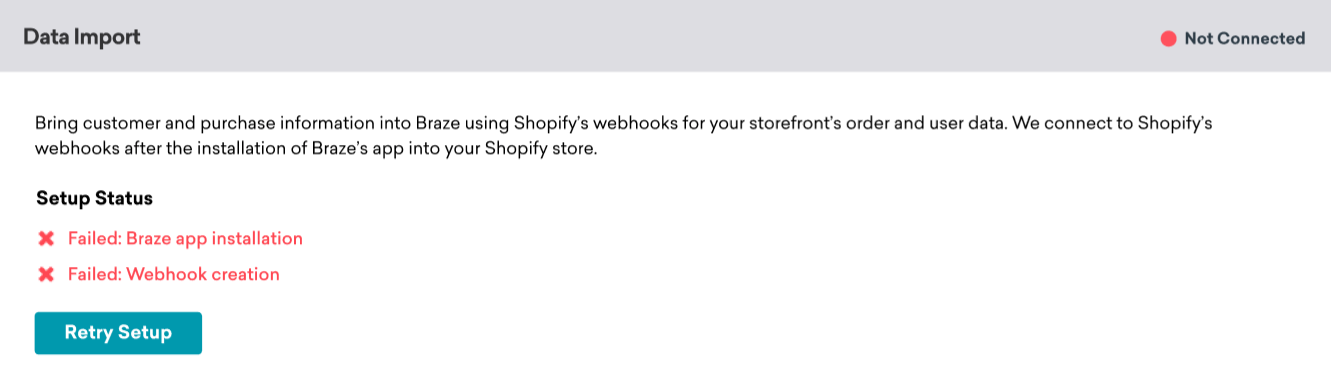 Data Import
Not Connected
Bring customer and purchase information into Braze using Shopify’s webhooks for your storefront’s order and user data. We connect to Shopify’s
webhooks after the installation of Braze’s app into your Shopify store.
Setup Status
Failed: Braze app installation
Failed: Webhook creation
Retry Setup